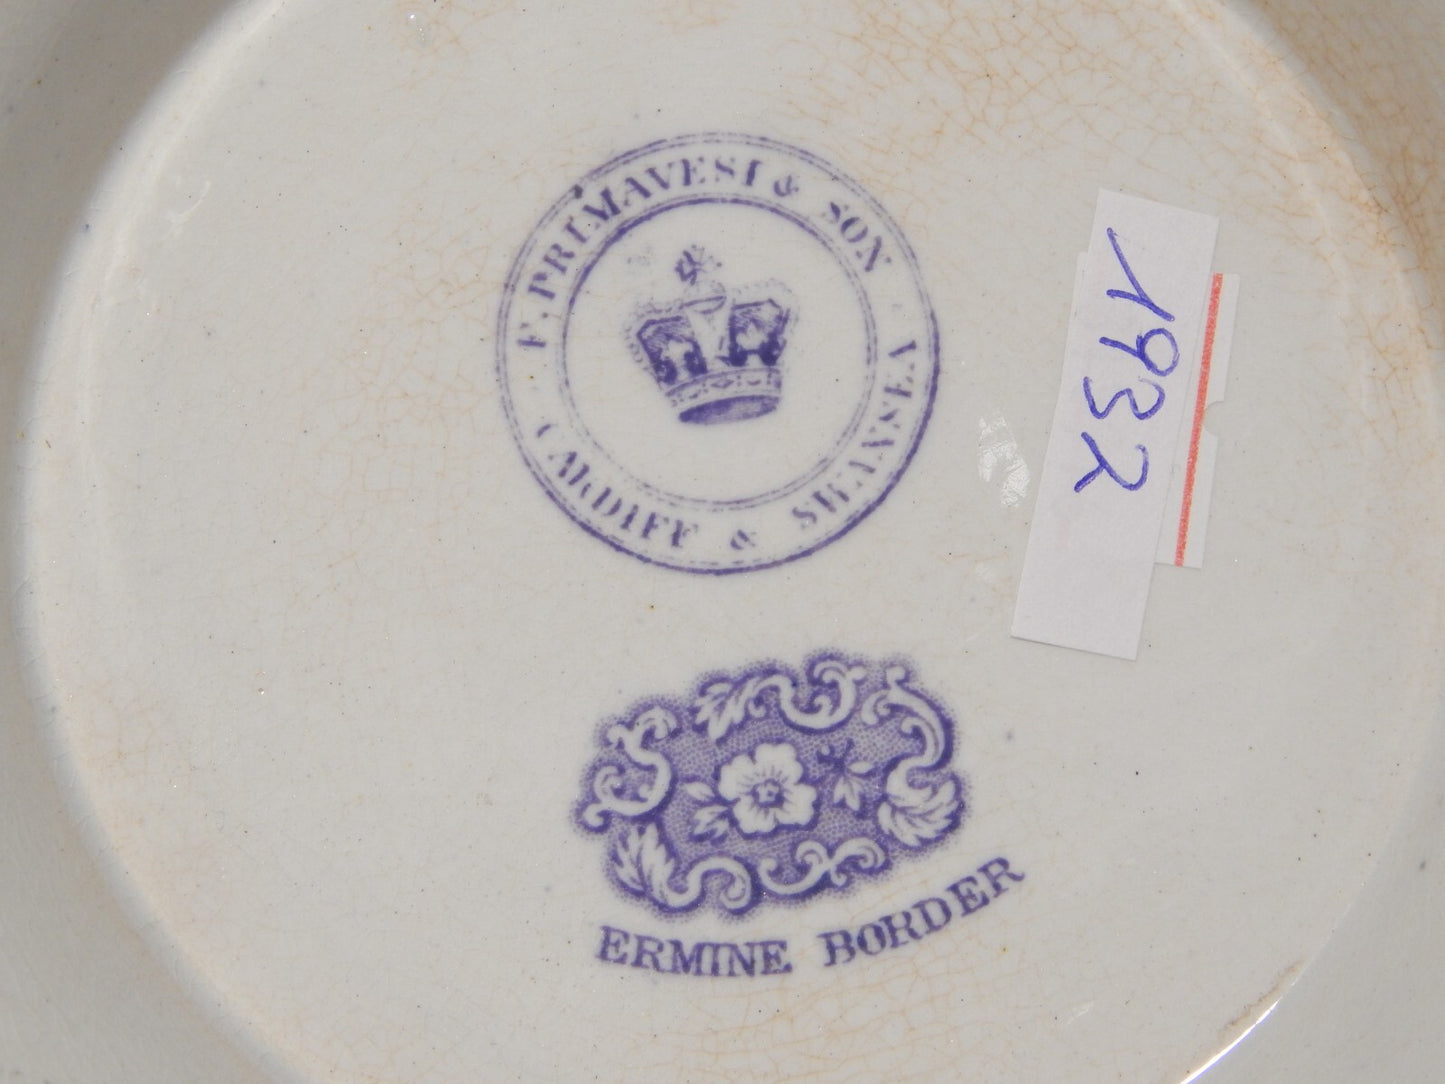 F. PRIMAVESI & SON
CARDIFF & SWANSEA
1932
ERMINE BORDER